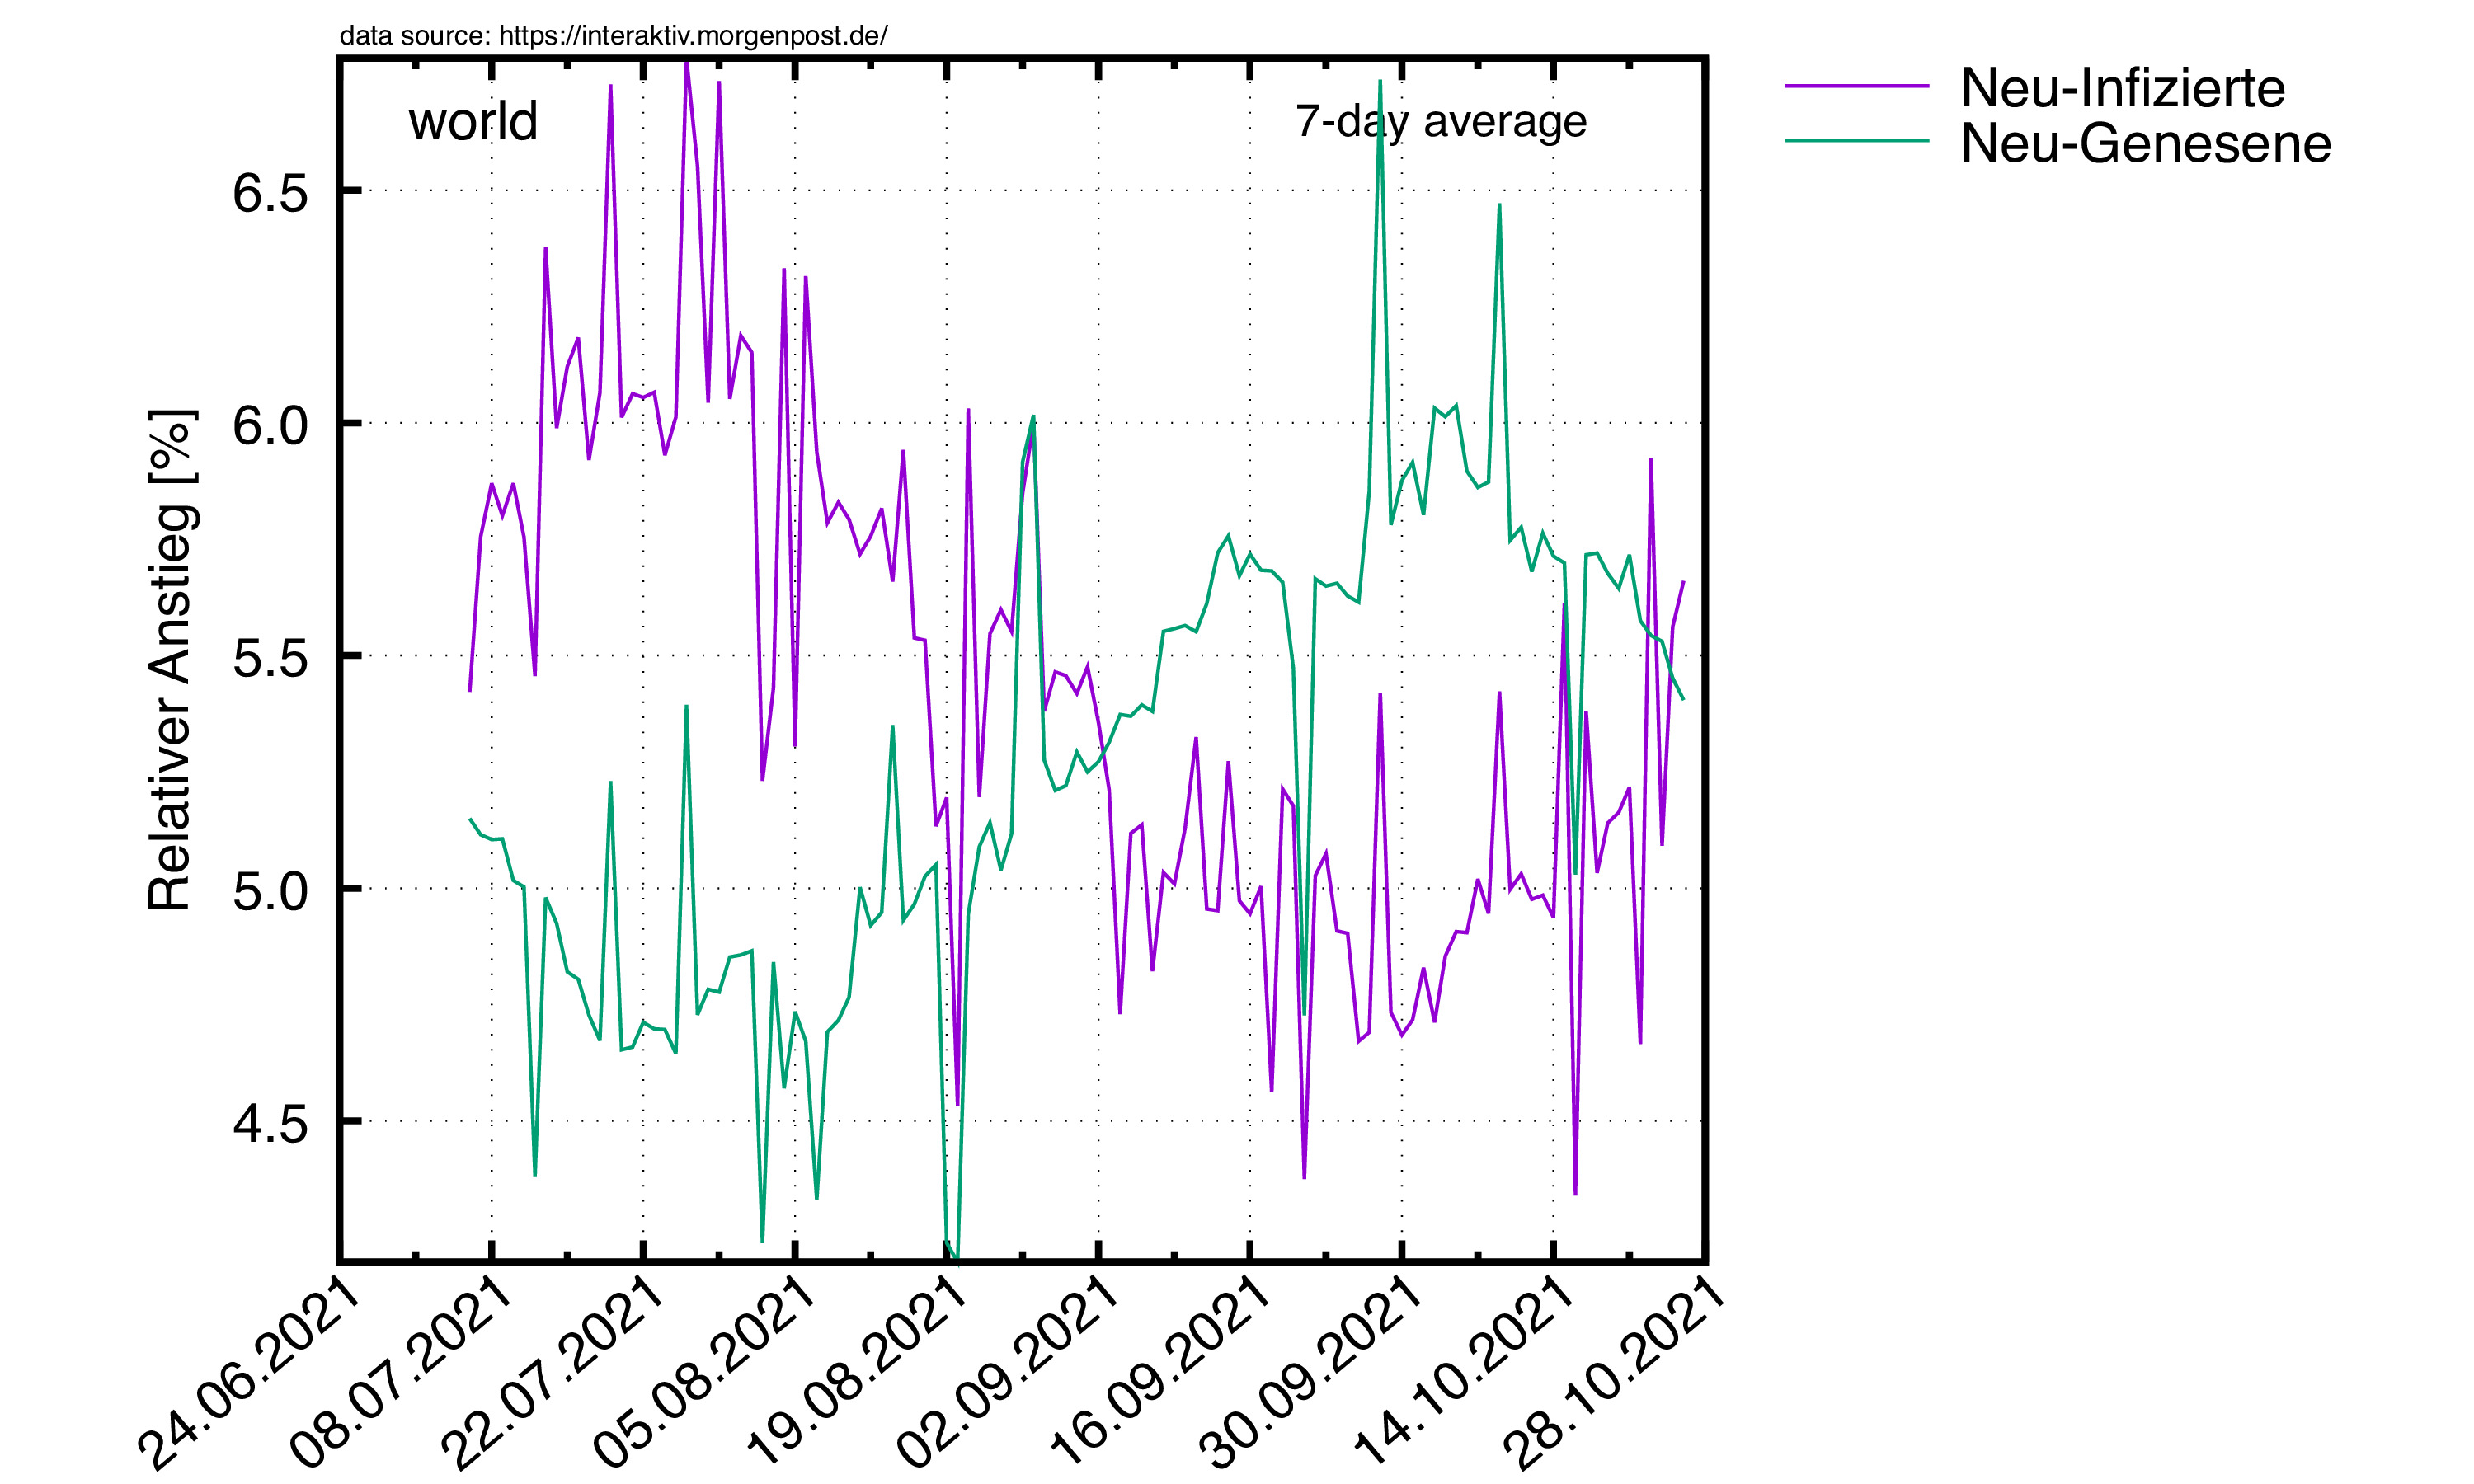 data source: https://interaktiv.morgenpost.de/
world
7-day average
Neu-Infizierte
Neu-Genesene
Relativer Anstieg [%]
6.5
6.0
5.5
5.0
4.5
24.06.2021
08.07.2021
22.07.2021
05.08.2021
19.08.2021
02.09.2021
16.09.2021
30.09.2021
14.10.2021
28.10.2021